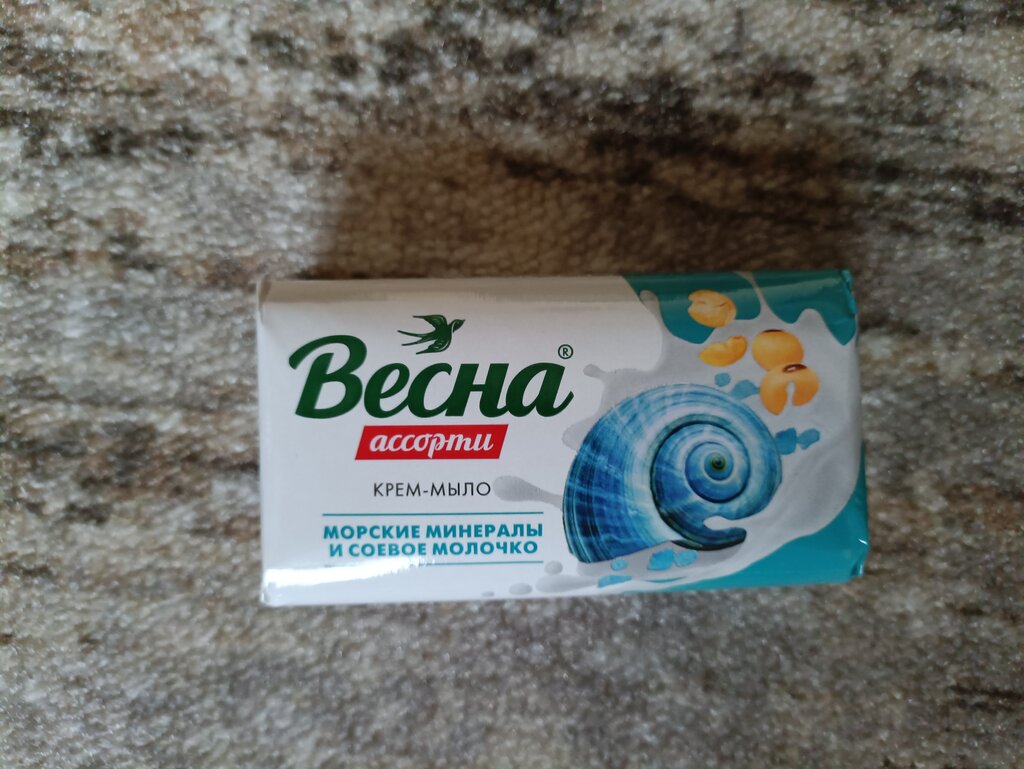 Весна®
ассорти
КРЕМ-МЫЛО
МОРСКИЕ МИНЕРАЛЫ
И СОЕВОЕ МОЛОЧКО